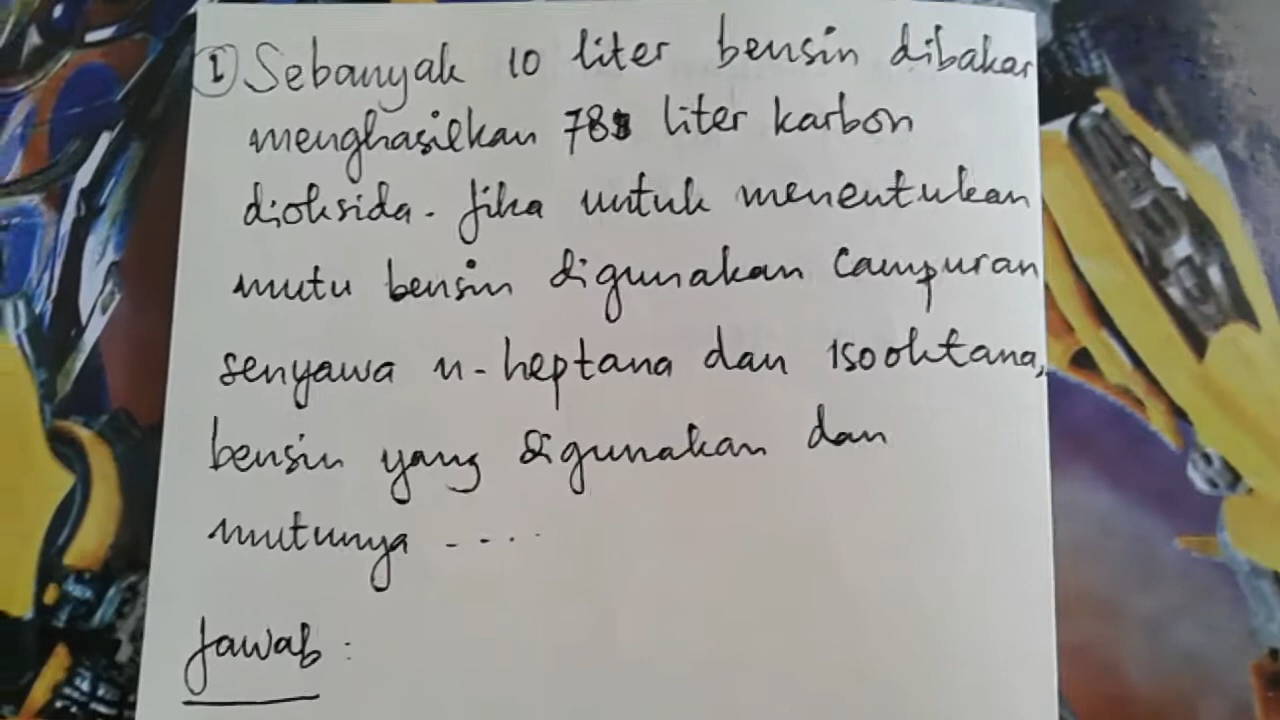 1 Sebanyak 10 liter bensin dibakar
menghasilkan 788 liter karbon
dioksida. Jika untuk menentukan
mutu bensin digunakan campuran
senyawa n-heptana dan isooktana,
bensin yang digunakan dan
mutunya ....
Jawab :